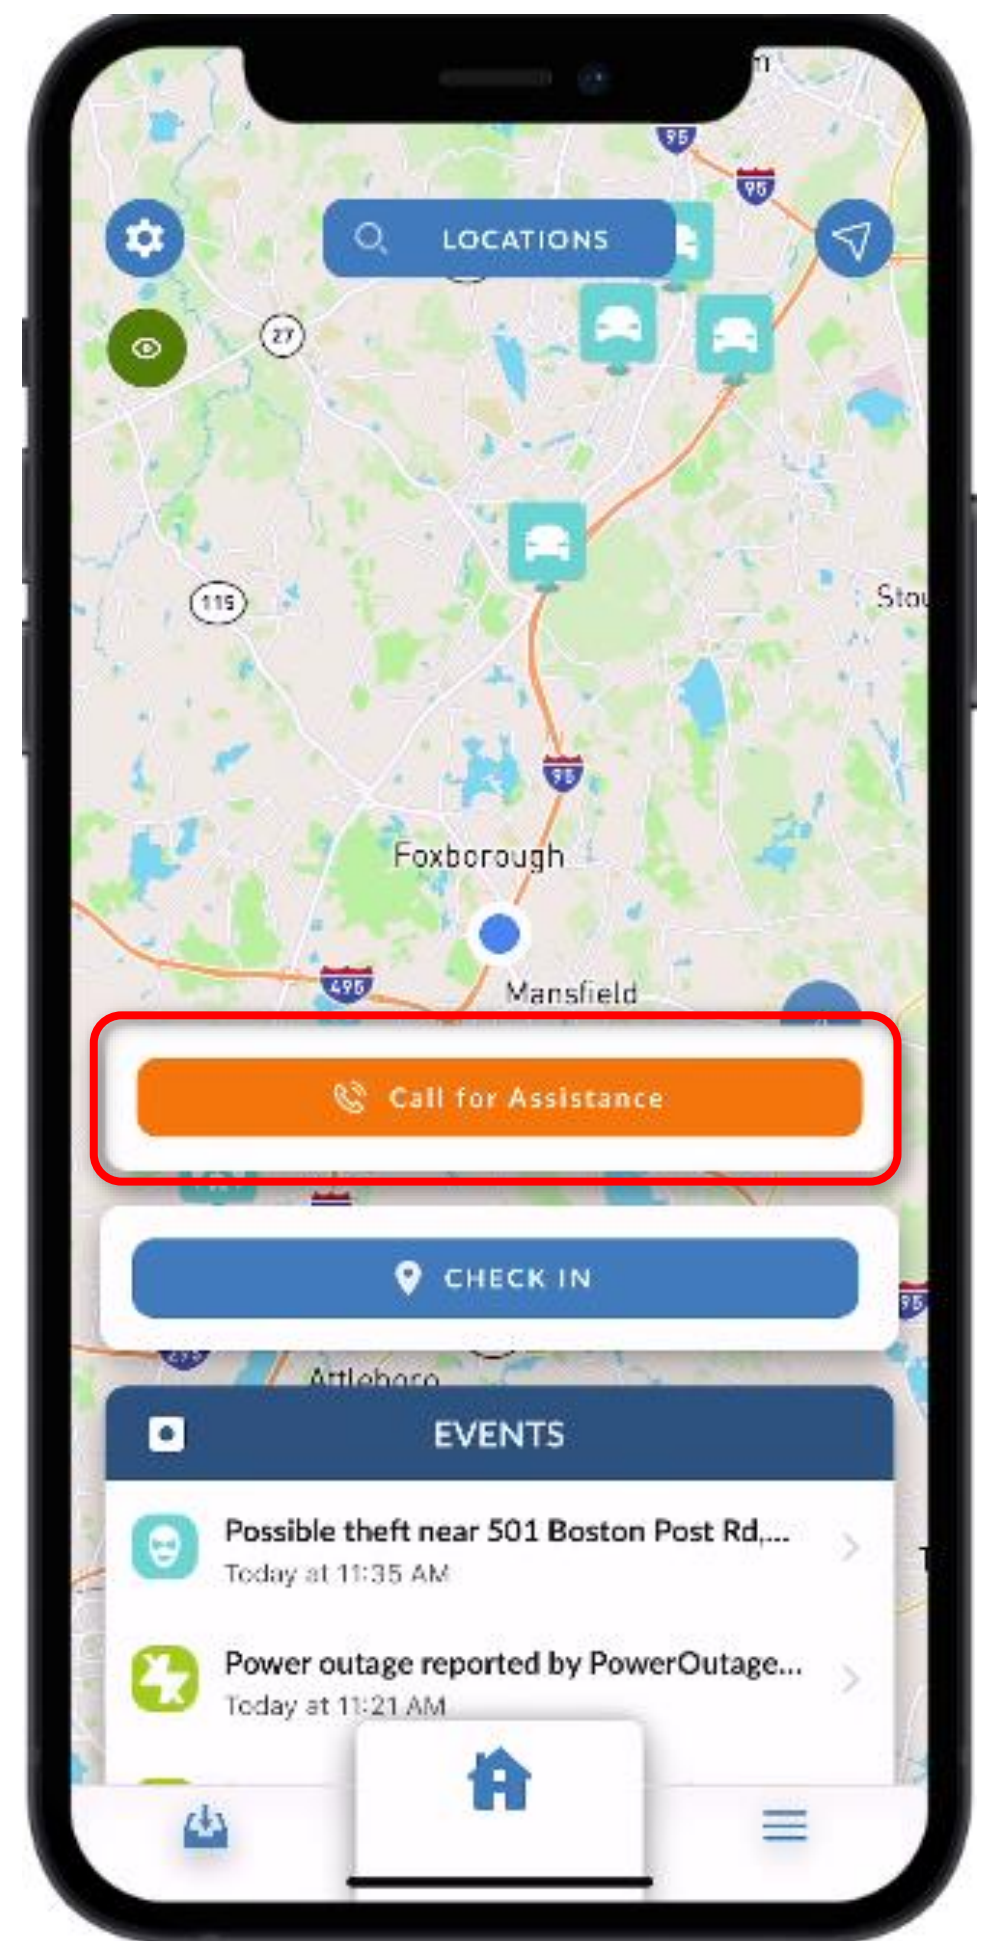 95
95
LOCATIONS
27
115
95
Foxborough
495
Mansfield
Call for Assistance
CHECK IN
95
295
Attleboro
EVENTS
Possible theft near 501 Boston Post Rd,...
Today at 11:35 AM
Power outage reported by PowerOutage...
Today at 11:21 AM